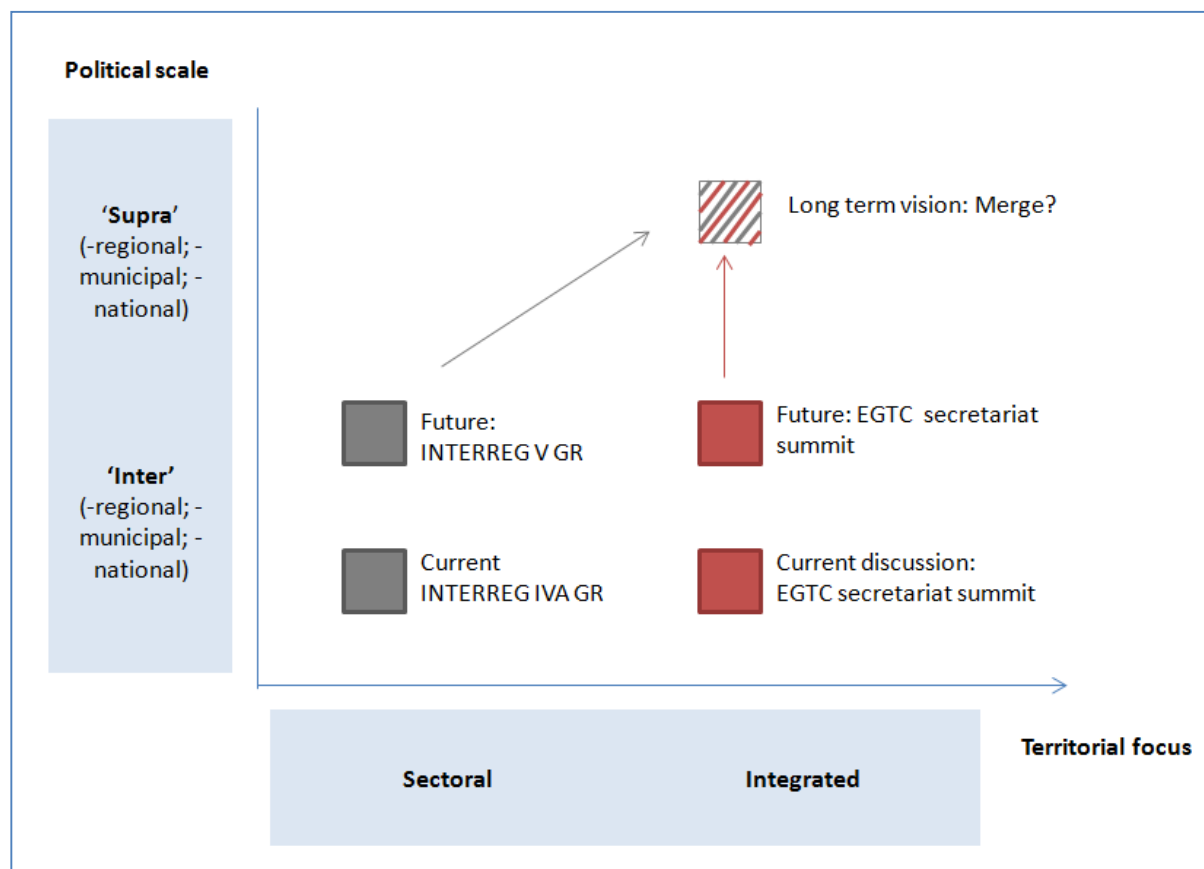 Political scale
‘Supra’
(-regional; -
municipal; -
national)
Long term vision: Merge?
‘Inter’
(-regional; -
municipal; -
national)
Future:
INTERREG V GR
Future: EGTC secretariat
summit
Current
INTERREG IVA GR
Current discussion:
EGTC secretariat summit
Territorial focus
Sectoral
Integrated